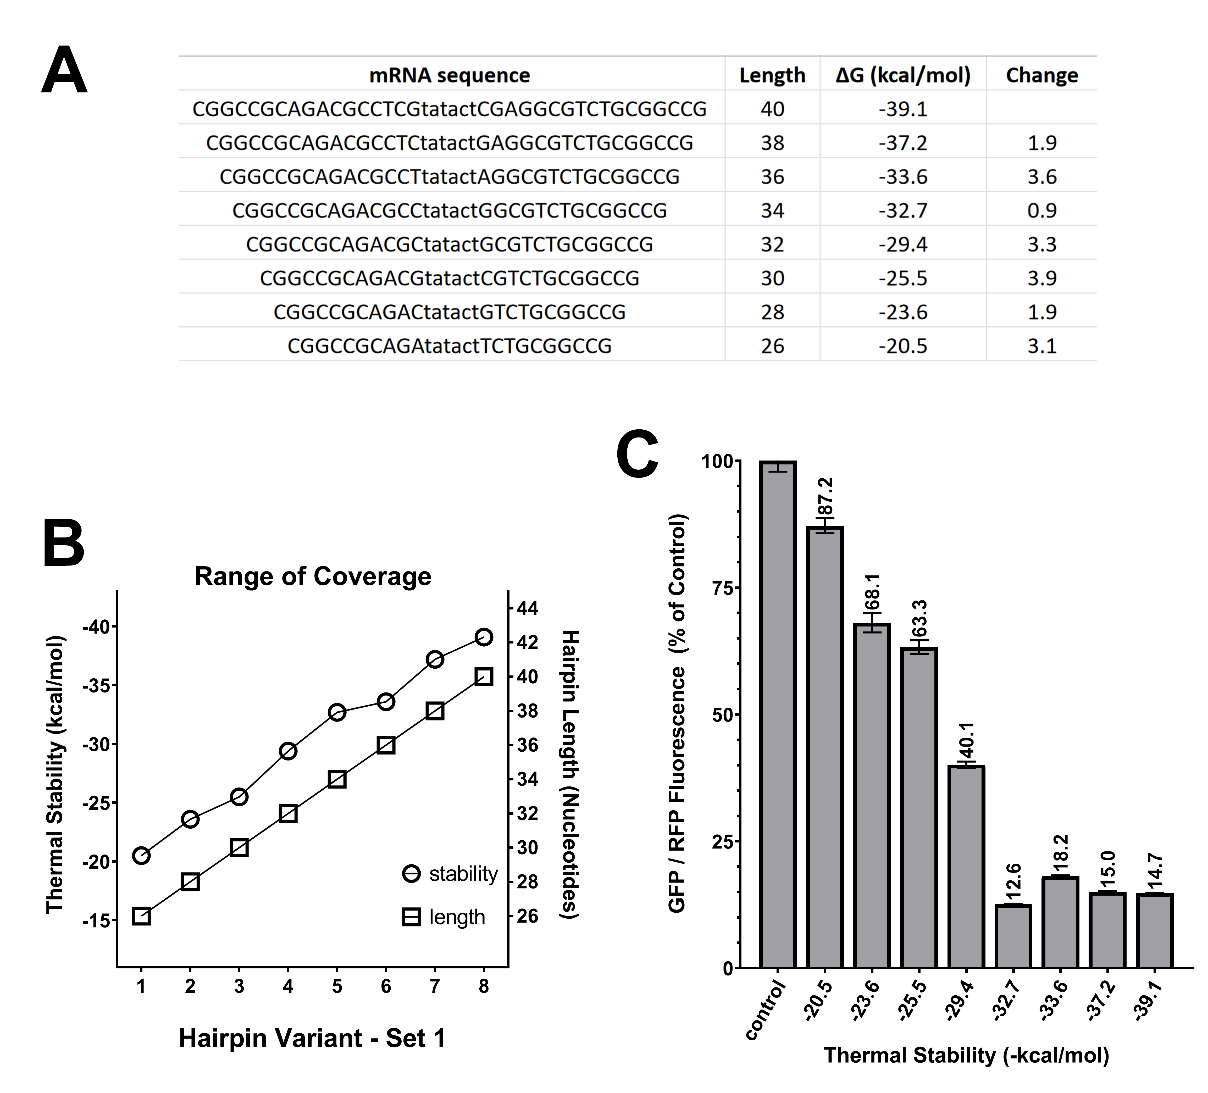 A
mRNA sequence Length ΔG (kcal/mol) Change
CGGCCGCAGACGCCTCGtatactCGAGGCGTCTGCGGCCG 40 -39.1
CGGCCGCAGACGCCTCtatactGAGGCGTCTGCGGCCG 38 -37.2 1.9
CGGCCGCAGACGCCTtatactAGGCGTCTGCGGCCG 36 -33.6 3.6
CGGCCGCAGACGCCtatactGGCGTCTGCGGCCG 34 -32.7 0.9
CGGCCGCAGACGCtatactGCGTCTGCGGCCG 32 -29.4 3.3
CGGCCGCAGACGtatactCGTCTGCGGCCG 30 -25.5 3.9
CGGCCGCAGACtatactGTCTGCGGCCG 28 -23.6 1.9
CGGCCGCAGAtatactTCTGCGGCCG 26 -20.5 3.1
B
Range of Coverage
Thermal Stability (kcal/mol)
-40
-35
-30
-25
-20
-15
44
42
40
38
36
34
32
30
28
26
Hairpin Length (Nucleotides)
stability
length
1 2 3 4 5 6 7 8
Hairpin Variant - Set 1
C
GFP / RFP Fluorescence (% of Control)
100
75
50
25
0
87.2
68.1
63.3
40.1
12.6
18.2
15.0
14.7
control -20.5 -23.6 -25.5 -29.4 -32.7 -33.6 -37.2 -39.1
Thermal Stability (-kcal/mol)